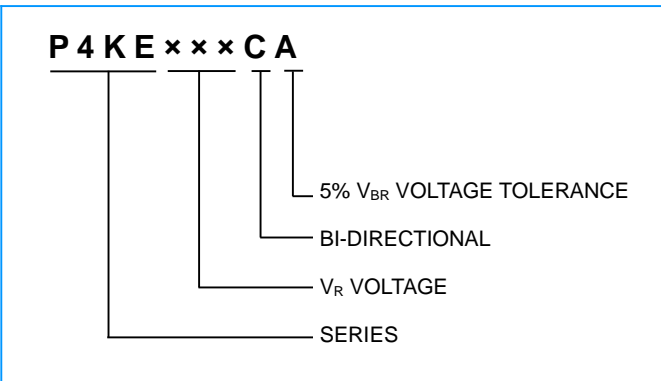 P4KE×××CA
5% VBR VOLTAGE TOLERANCE
BI-DIRECTIONAL
VR VOLTAGE
SERIES